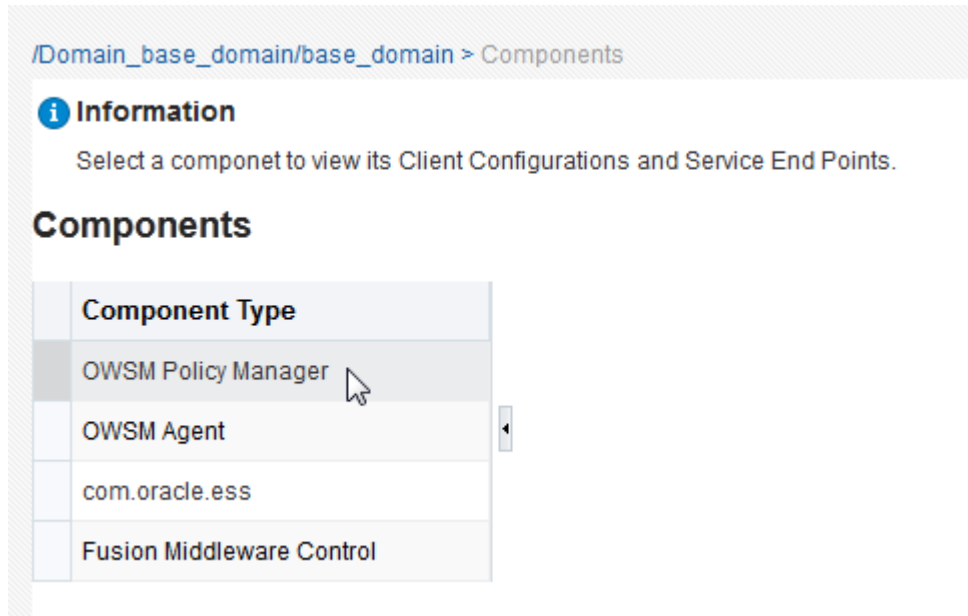 /Domain_base_domain/base_domain > Components
Information
Select a componet to view its Client Configurations and Service End Points.
Components
Component Type
OWSM Policy Manager
OWSM Agent
com.oracle.ess
Fusion Middleware Control